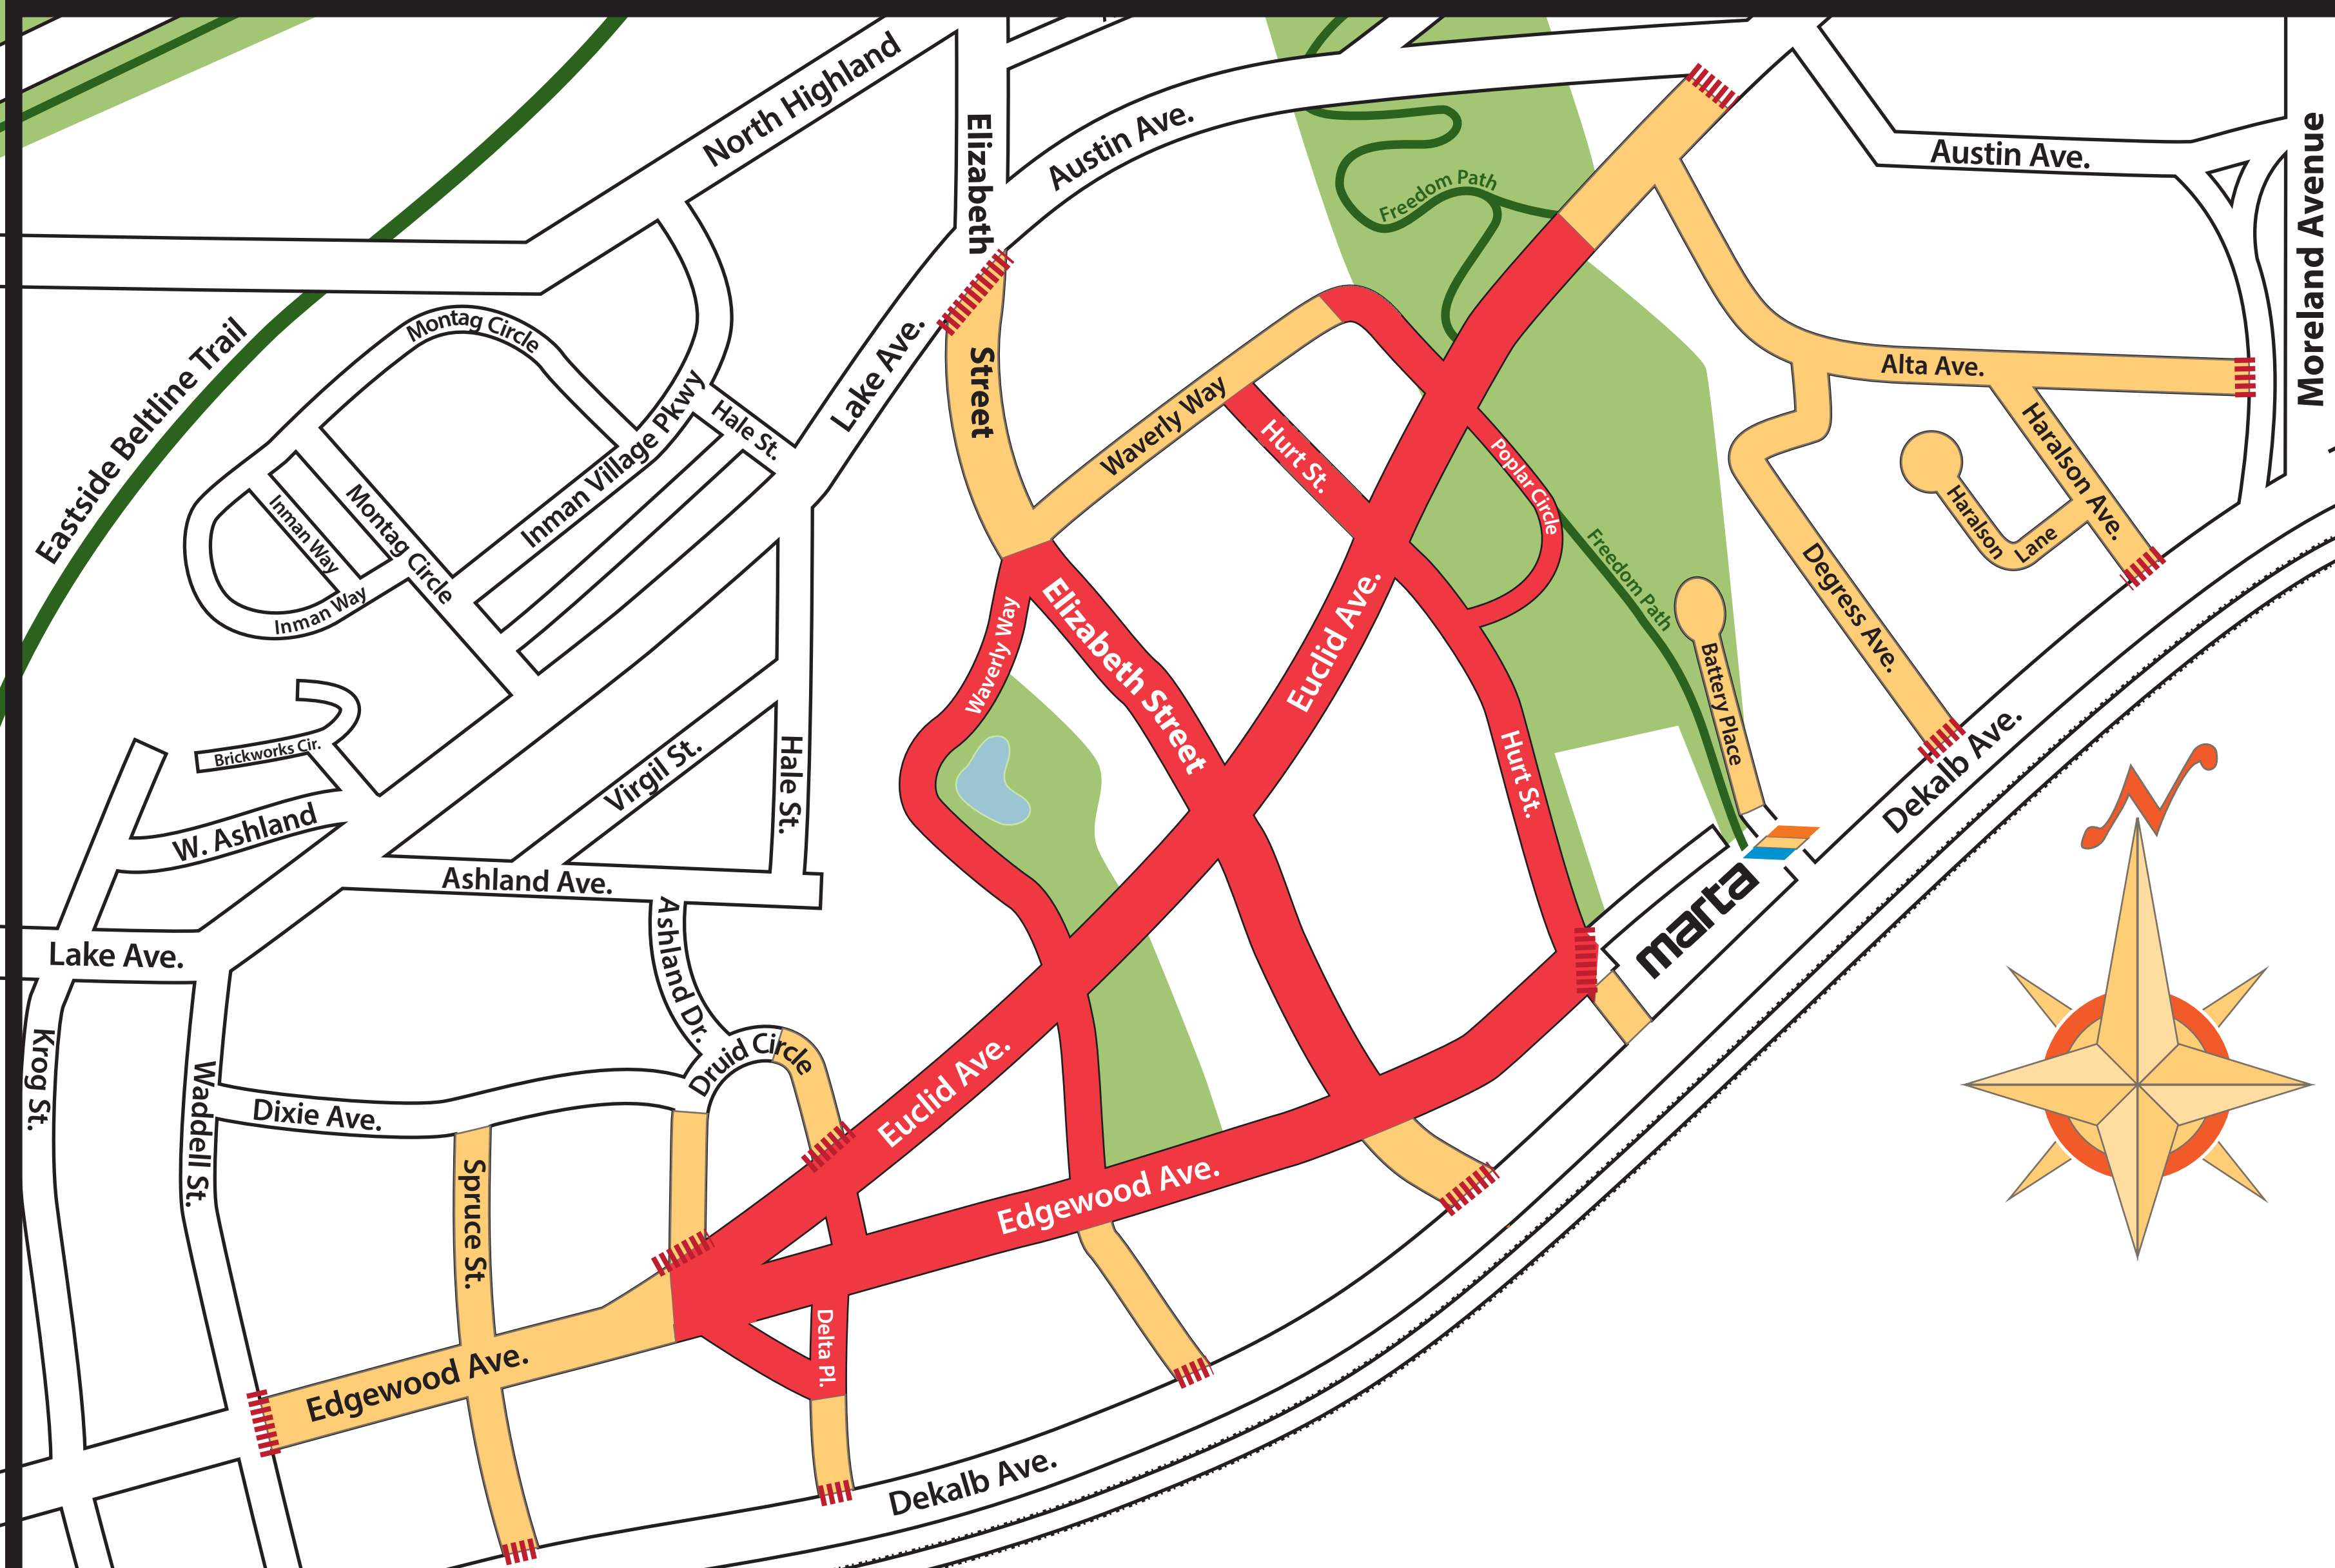 North Highland
Elizabeth
Street
Austin Ave.
Freedom Path
Austin Ave.
Moreland Avenue
Eastside Beltline Trail
Montag Circle
Hale St.
Lake Ave.
Inman Village Pkwy
Montag Circle
Inman Way
Inman Way
Waverly Way
Hurt St.
Poplar Circle
Alta Ave.
Haralson Ave.
Haralson
Lane
Degress Ave.
Freedom Path
Battery Place
Waverly Way
Elizabeth Street
Euclid Ave.
Hurt St.
Brickworks Cir.
W. Ashland
Virgil St.
Hale St.
Ashland Ave.
Ashland Dr.
Lake Ave.
Krog St.
Waddell St.
Dixie Ave.
Druid Circle
Spruce St.
Euclid Ave.
Edgewood Ave.
Delta Pl.
Edgewood Ave.
Dekalb Ave.
Dekalb Ave.
marta
N